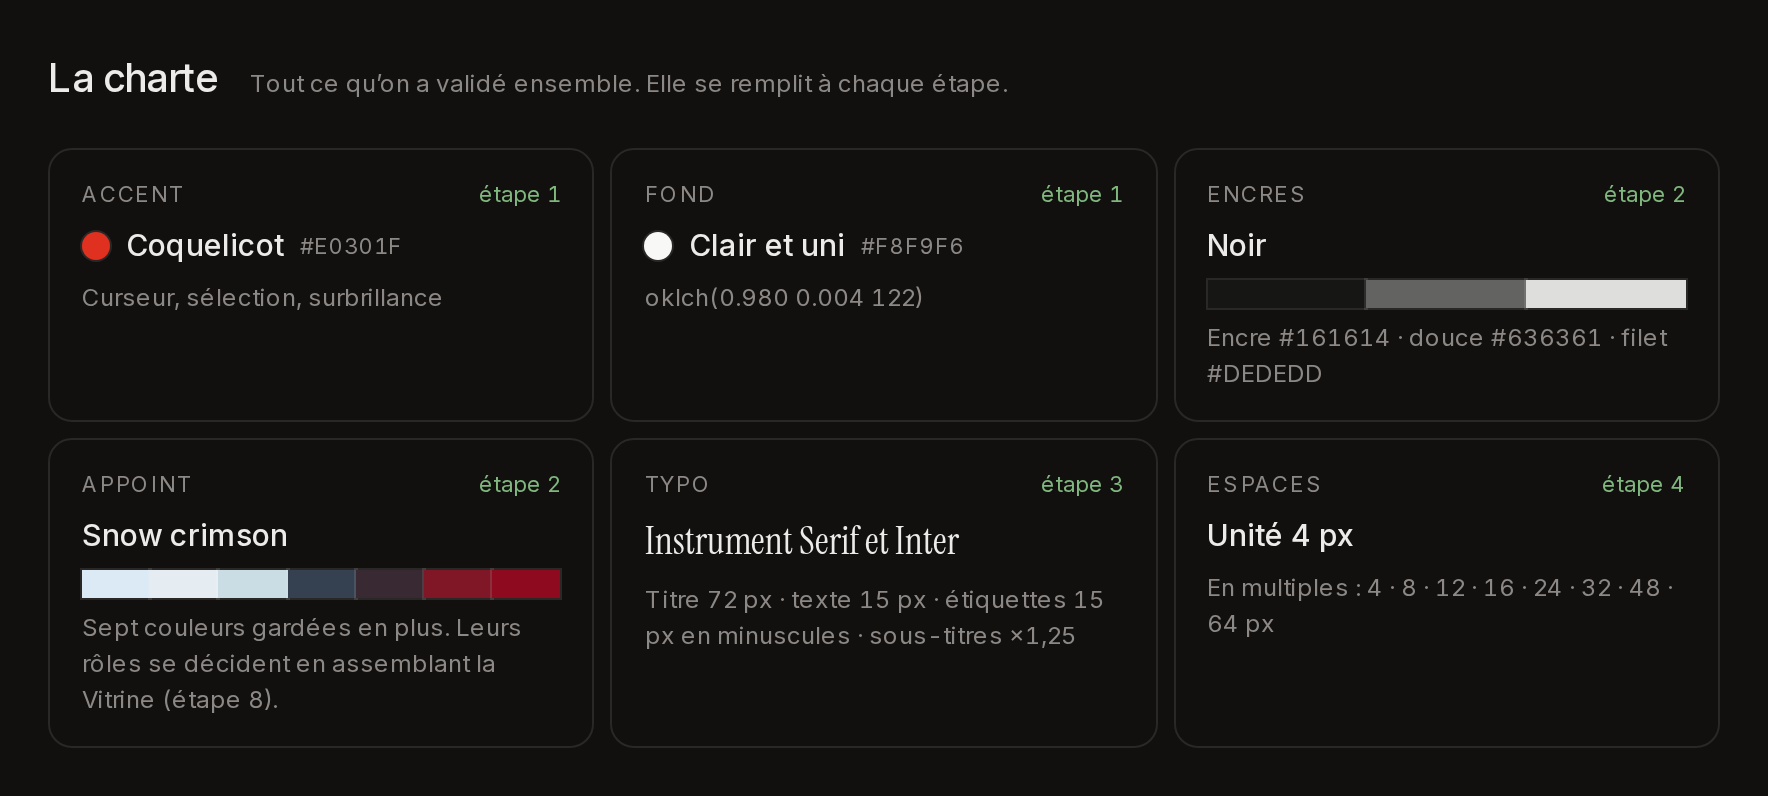 La charte Tout ce qu’on a validé ensemble. Elle se remplit à chaque étape.
ACCENT étape 1
Coquelicot #E0301F
Curseur, sélection, surbrillance
FOND étape 1
Clair et uni #F8F9F6
oklch(0.980 0.004 122)
ENCRES étape 2
Noir
Encre #161614 · douce #636361 · filet
#DEDEDD
APPOINT étape 2
Snow crimson
Sept couleurs gardées en plus. Leurs
rôles se décident en assemblant la
Vitrine (étape 8).
TYPO étape 3
Instrument Serif et Inter
Titre 72 px · texte 15 px · étiquettes 15
px en minuscules · sous-titres ×1,25
ESPACES étape 4
Unité 4 px
En multiples : 4 · 8 · 12 · 16 · 24 · 32 · 48 ·
64 px